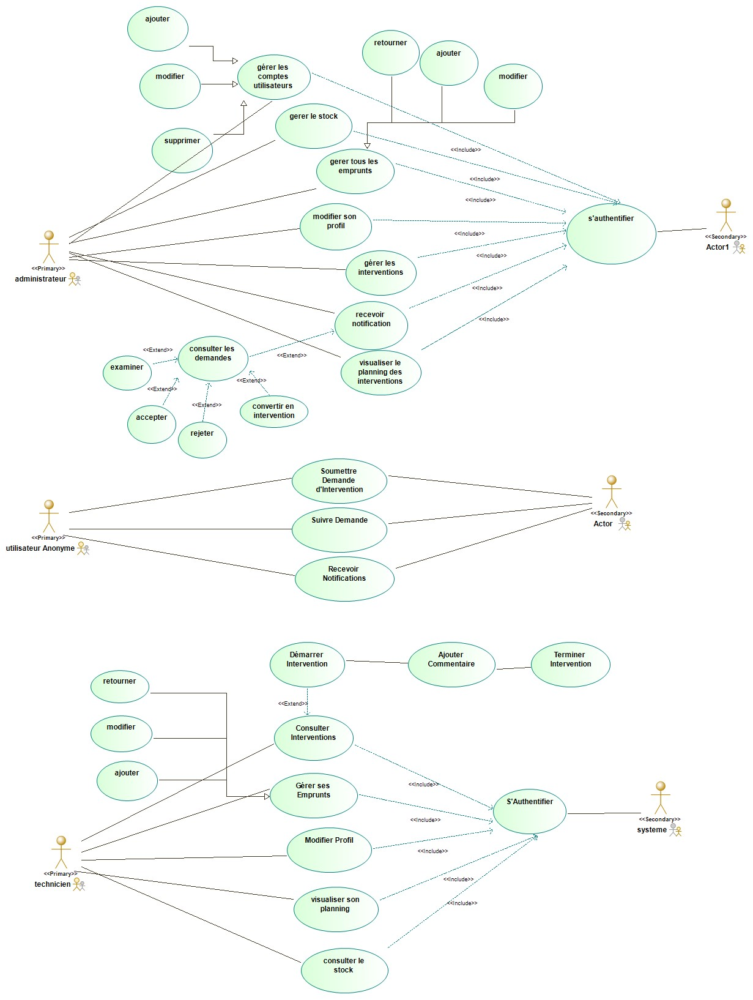 ajouter
retourner
ajouter
gérer les
comptes
utilisateurs
modifier
modifier
gerer le stock
supprimer
<<Include>>
gerer tous les
emprunts
<<Include>>
<<Include>>
modifier son
profil
s'authentifier
<<Include>>
<<Secondary>>
Actor1
<<Include>>
gérer les
interventions
<<Primary>>
administrateur
<<Include>>
recevoir
notification
<<Include>>
consulter les
demandes
<<Extend>>
<<Extend>>
examiner
visualiser le
planning des
interventions
<<Extend>>
<<Extend>>
<<Extend>>
convertir en
intervention
accepter
rejeter
Soumettre
Demande
d'Intervention
<<Secondary>>
Actor
Suivre Demande
<<Primary>>
utilisateur Anonyme
Recevoir
Notifications
Démarrer
Intervention
Ajouter
Commentaire
Terminer
Intervention
retourner
<<Extend>>
modifier
Consulter
Interventions
ajouter
<<Include>>
Gérer ses
Emprunts
S'Authentifier
<<Include>>
<<Secondary>>
systeme
Modifier Profil
<<Include>>
<<Primary>>
technicien
<<Include>>
visualiser son
planning
<<Include>>
consulter le
stock